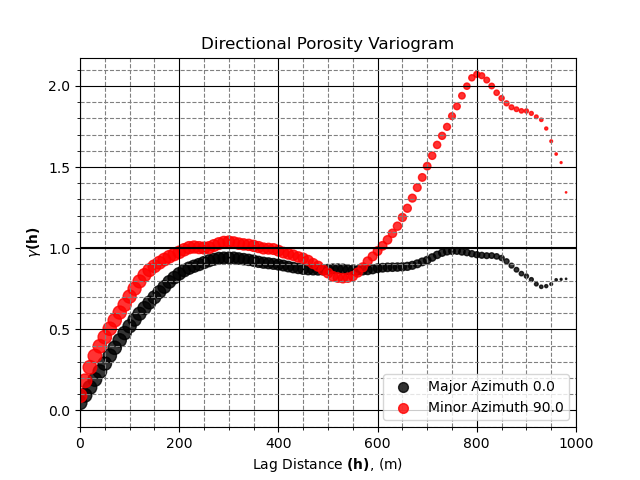 Directional Porosity Variogram
2.0
1.5
1.0
0.5
0.0
γ(h)
Major Azimuth 0.0
Minor Azimuth 90.0
0 200 400 600 800 1000
Lag Distance (h), (m)